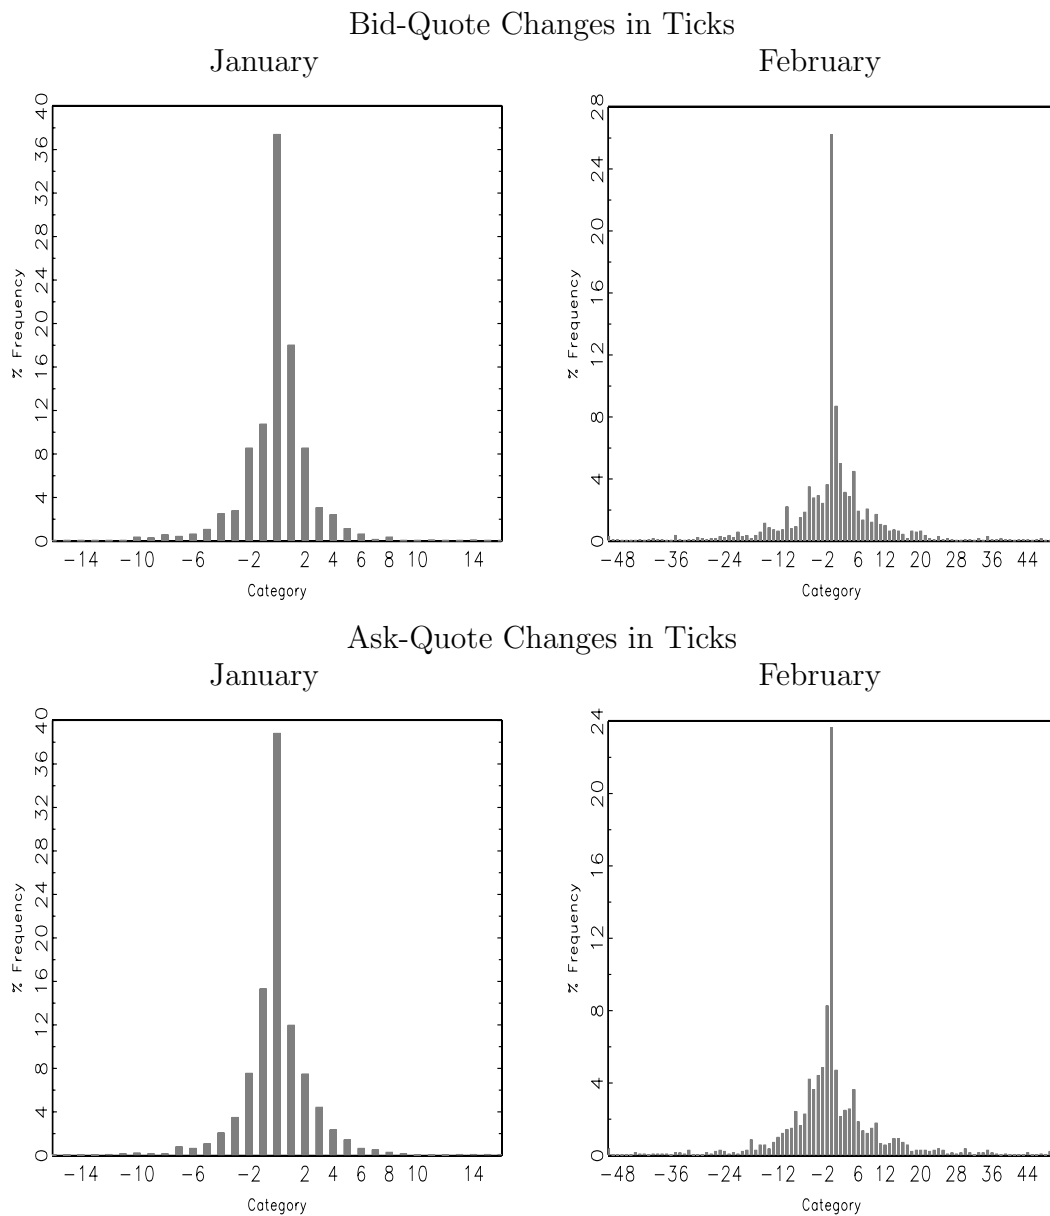 Bid-Quote Changes in Ticks
January
February
% Frequency
40
36
32
28
24
20
16
12
8
4
0
-14 -10 -6 -2 2 4 6 8 10 14
Category
% Frequency
28
24
20
16
12
8
4
0
-48 -36 -24 -12 -2 6 12 20 28 36 44
Category
Ask-Quote Changes in Ticks
January
February
% Frequency
40
36
32
28
24
20
16
12
8
4
0
-14 -10 -6 -2 2 4 6 8 10 14
Category
% Frequency
24
20
16
12
8
4
0
-48 -36 -24 -12 -2 6 12 20 28 36 44
Category